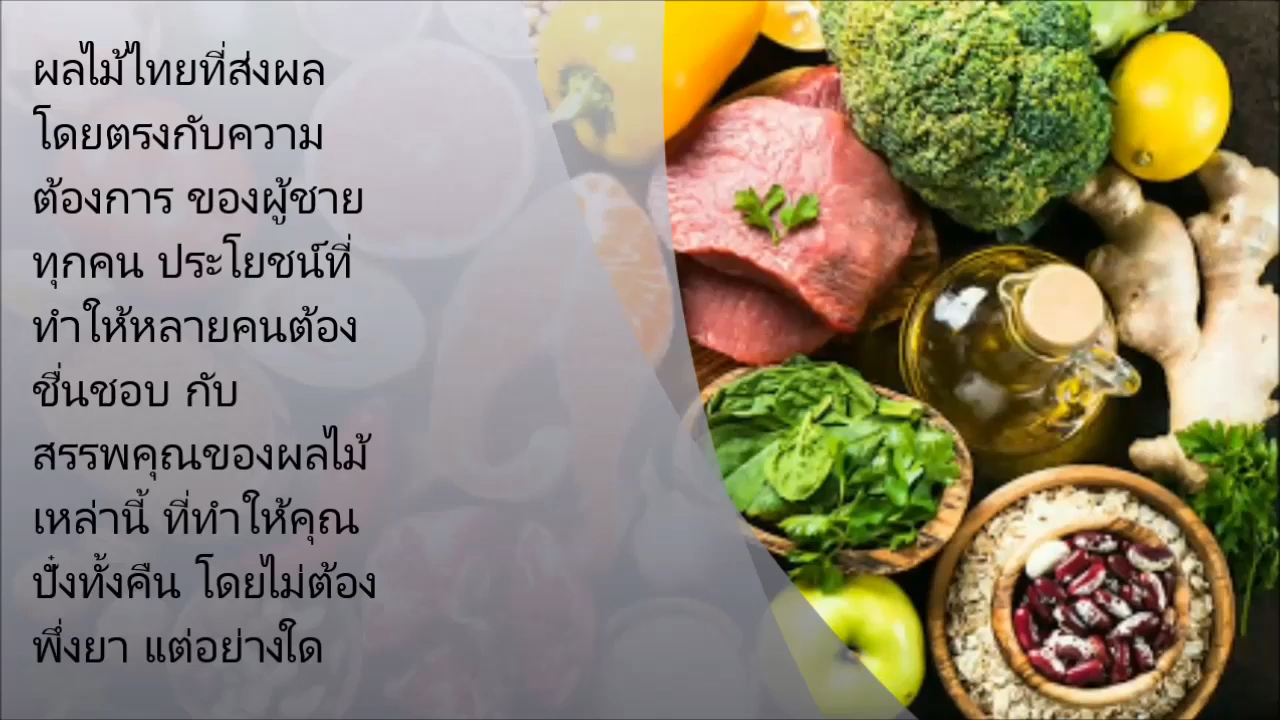 ผลไม้ไทยที่ส่งผล
โดยตรงกับความ
ต้องการ ของผู้ชาย
ทุกคน ประโยชน์ที่
ทำให้หลายคนต้อง
ชื่นชอบ กับ
สรรพคุณของผลไม้
เหล่านี้ ที่ทำให้คุณ
ปั๋งทั้งคืน โดยไม่ต้อง
พึ่งยา แต่อย่างใด